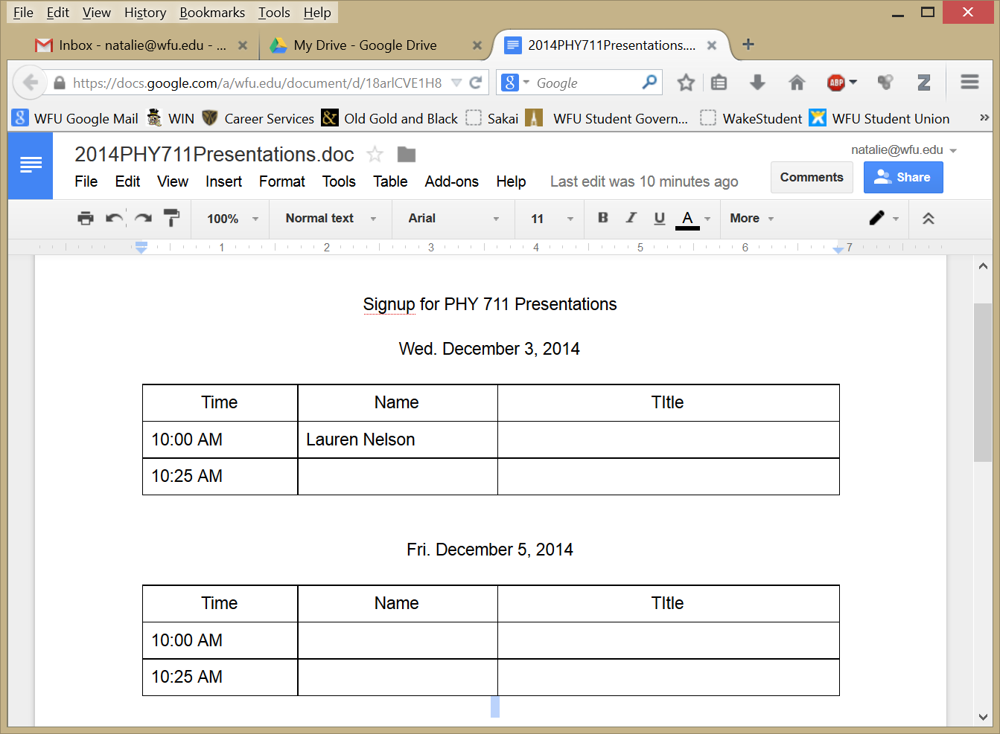 File Edit View History Bookmarks Tools Help
Inbox - natalie@wfu.edu - ... My Drive - Google Drive 2014PHY711Presentations....
https://docs.google.com/a/wfu.edu/document/d/18arlCVE1H8 8 Google ABP Z
8 WFU Google Mail WIN Career Services & Old Gold and Black Sakai WFU Student Govern... WakeStudent WFU Student Union »
2014PHY711Presentations.doc natalie@wfu.edu
File Edit View Insert Format Tools Table Add-ons Help Last edit was 10 minutes ago Comments Share
100% Normal text Arial 11 B I U A More
1 2 3 4 5 6 7
Signup for PHY 711 Presentations
Wed. December 3, 2014
Time Name TItle
10:00 AM Lauren Nelson
10:25 AM
Fri. December 5, 2014
Time Name TItle
10:00 AM
10:25 AM